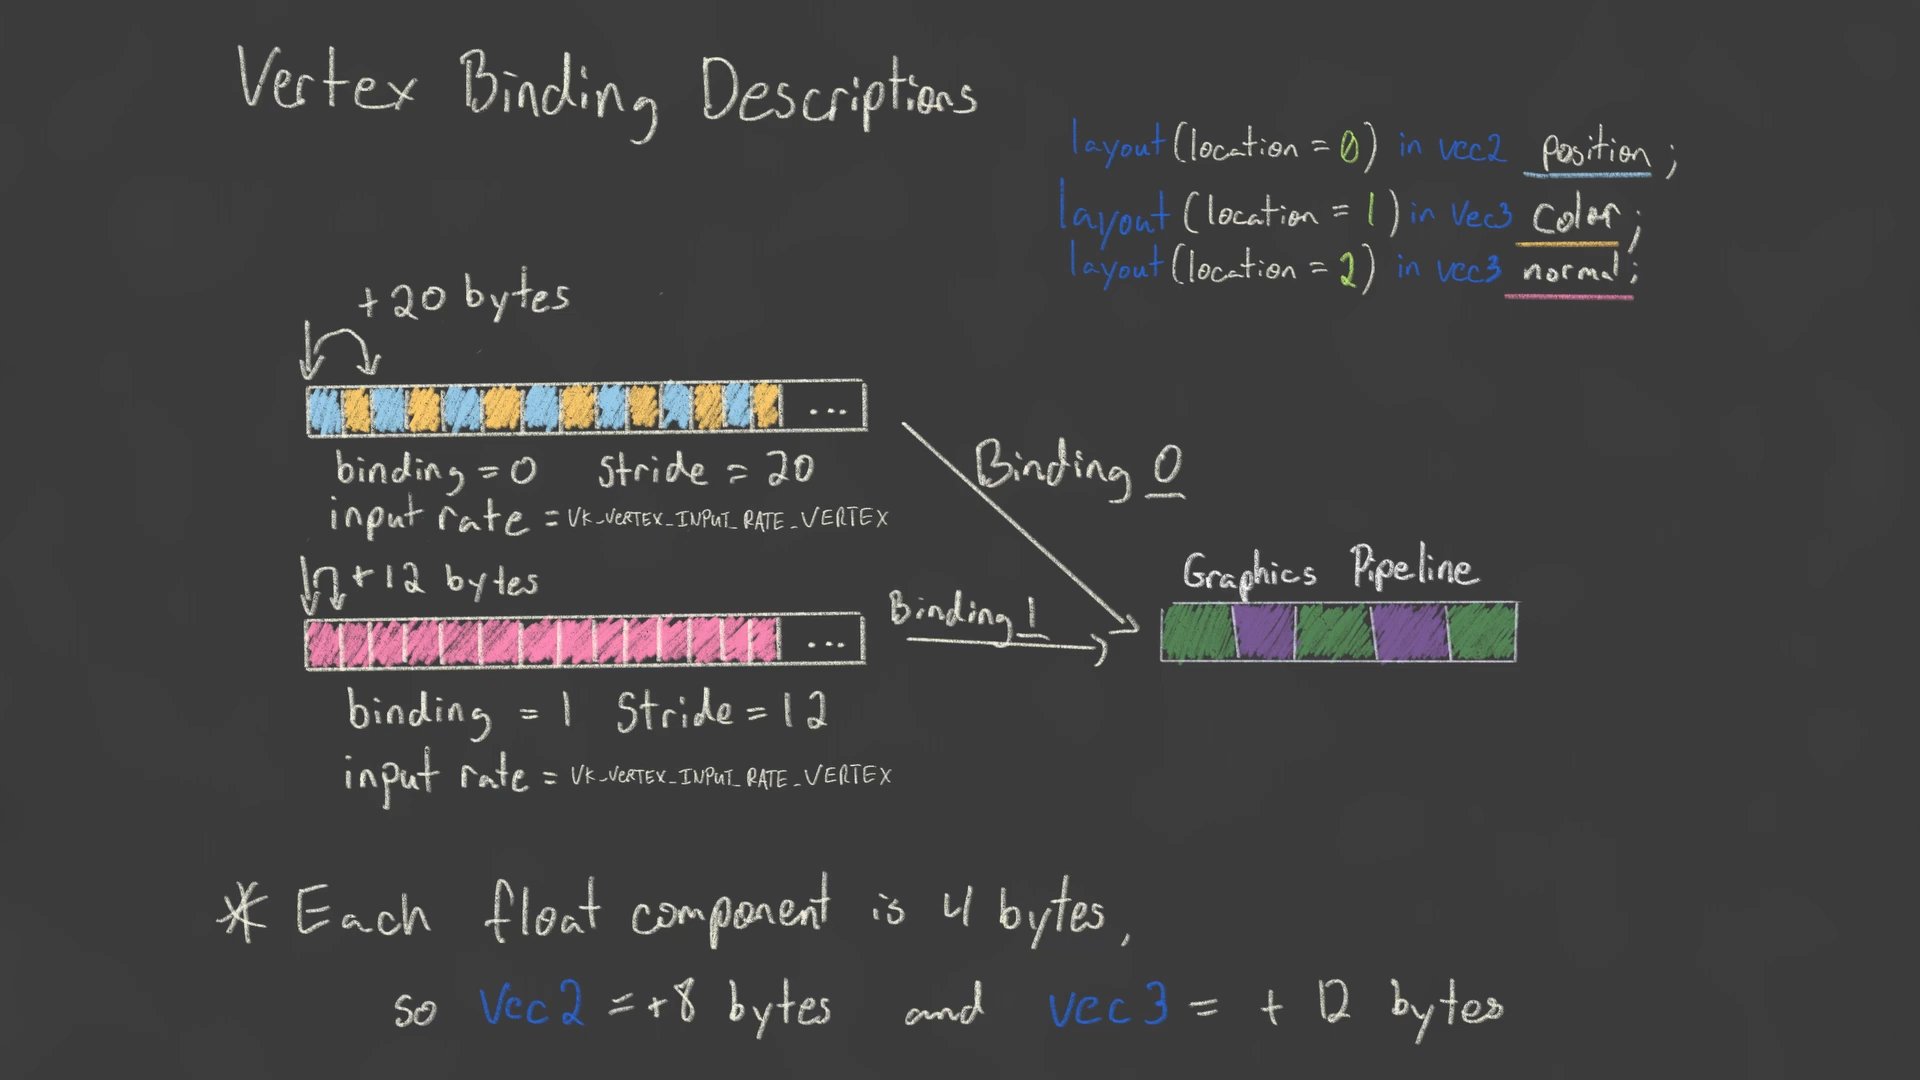 Vertex Binding Descriptions
layout(location = 0) in vec2 position;
layout(location = 1) in vec3 color;
layout(location = 2) in vec3 normal;
+20 bytes
...
binding = 0 Stride = 20
input rate = VK_VERTEX_INPUT_RATE_VERTEX
+12 bytes
...
binding = 1 Stride = 12
input rate = VK_VERTEX_INPUT_RATE_VERTEX
Binding 0
Binding 1
Graphics Pipeline
* Each float component is 4 bytes,
so vec2 = +8 bytes and vec3 = + 12 bytes